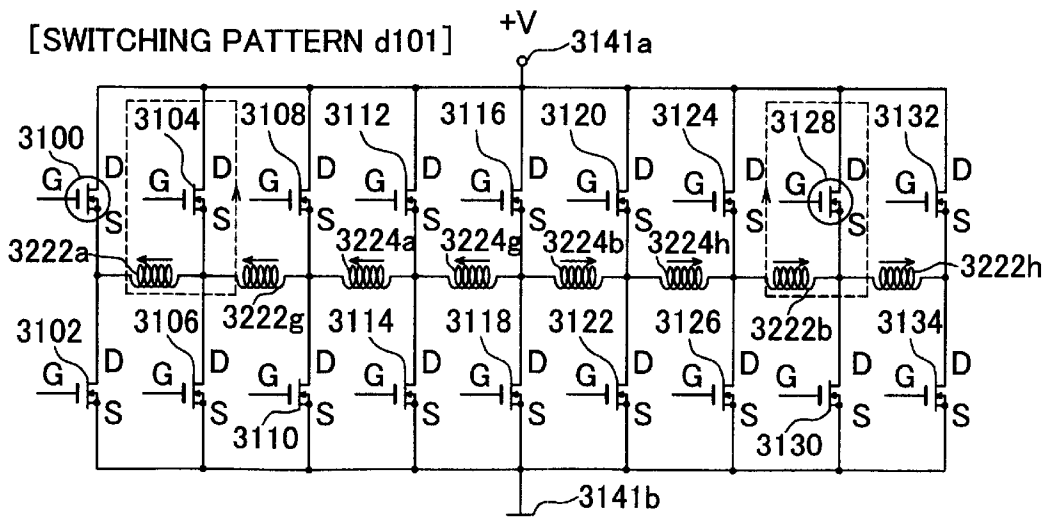 [SWITCHING PATTERN d101]
+V
3141a
3100
3104
3108
3112
3116
3120
3124
3128
3132
D D D D D D D D D
G G G G G G G G G
S S S S S S S S S
3222a
3224a
3224g
3224b
3224h
3222h
3222g
3222b
3102
3106
3114
3118
3122
3126
3134
D D D D D D D D D
G G G G G G G G G
S S S S S S S S S
3110
3130
3141b